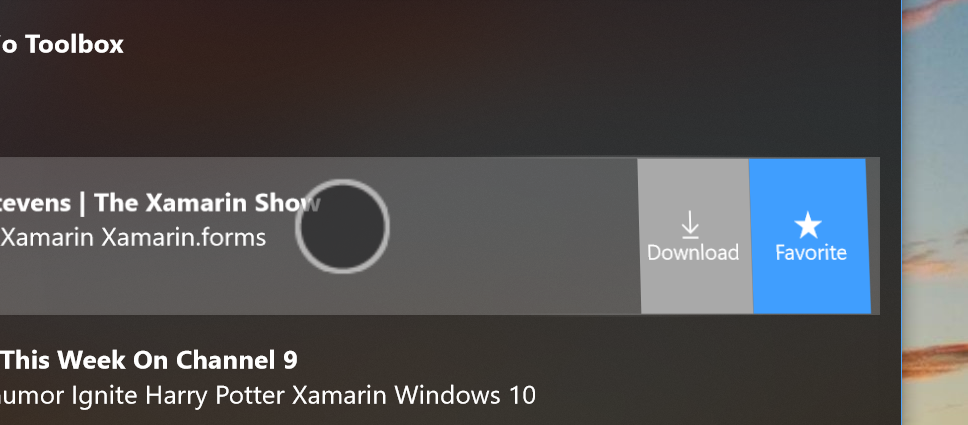 o Toolbox
tevens | The Xamarin Show
Xamarin Xamarin.forms
Download
Favorite
This Week On Channel 9
umor Ignite Harry Potter Xamarin Windows 10